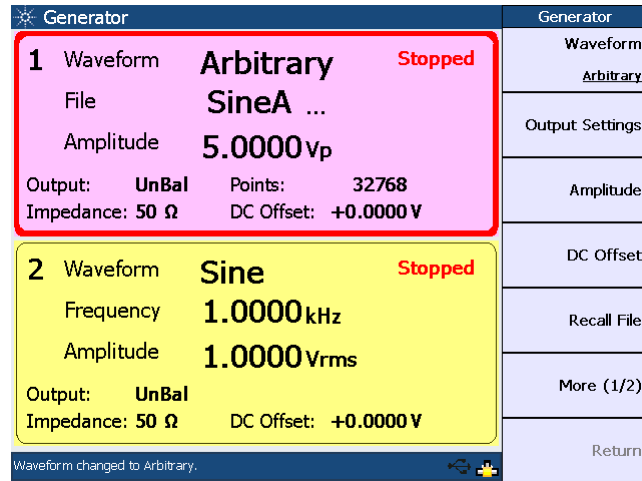 Generator
1 Waveform Arbitrary Stopped
File SineA ...
Amplitude 5.0000 Vp
Output: UnBal Points: 32768
Impedance: 50 Ω DC Offset: +0.0000 V
2 Waveform Sine Stopped
Frequency 1.0000 kHz
Amplitude 1.0000 Vrms
Output: UnBal
Impedance: 50 Ω DC Offset: +0.0000 V
Waveform changed to Arbitrary.
Generator
Waveform
Arbitrary
Output Settings
Amplitude
DC Offset
Recall File
More (1/2)
Return